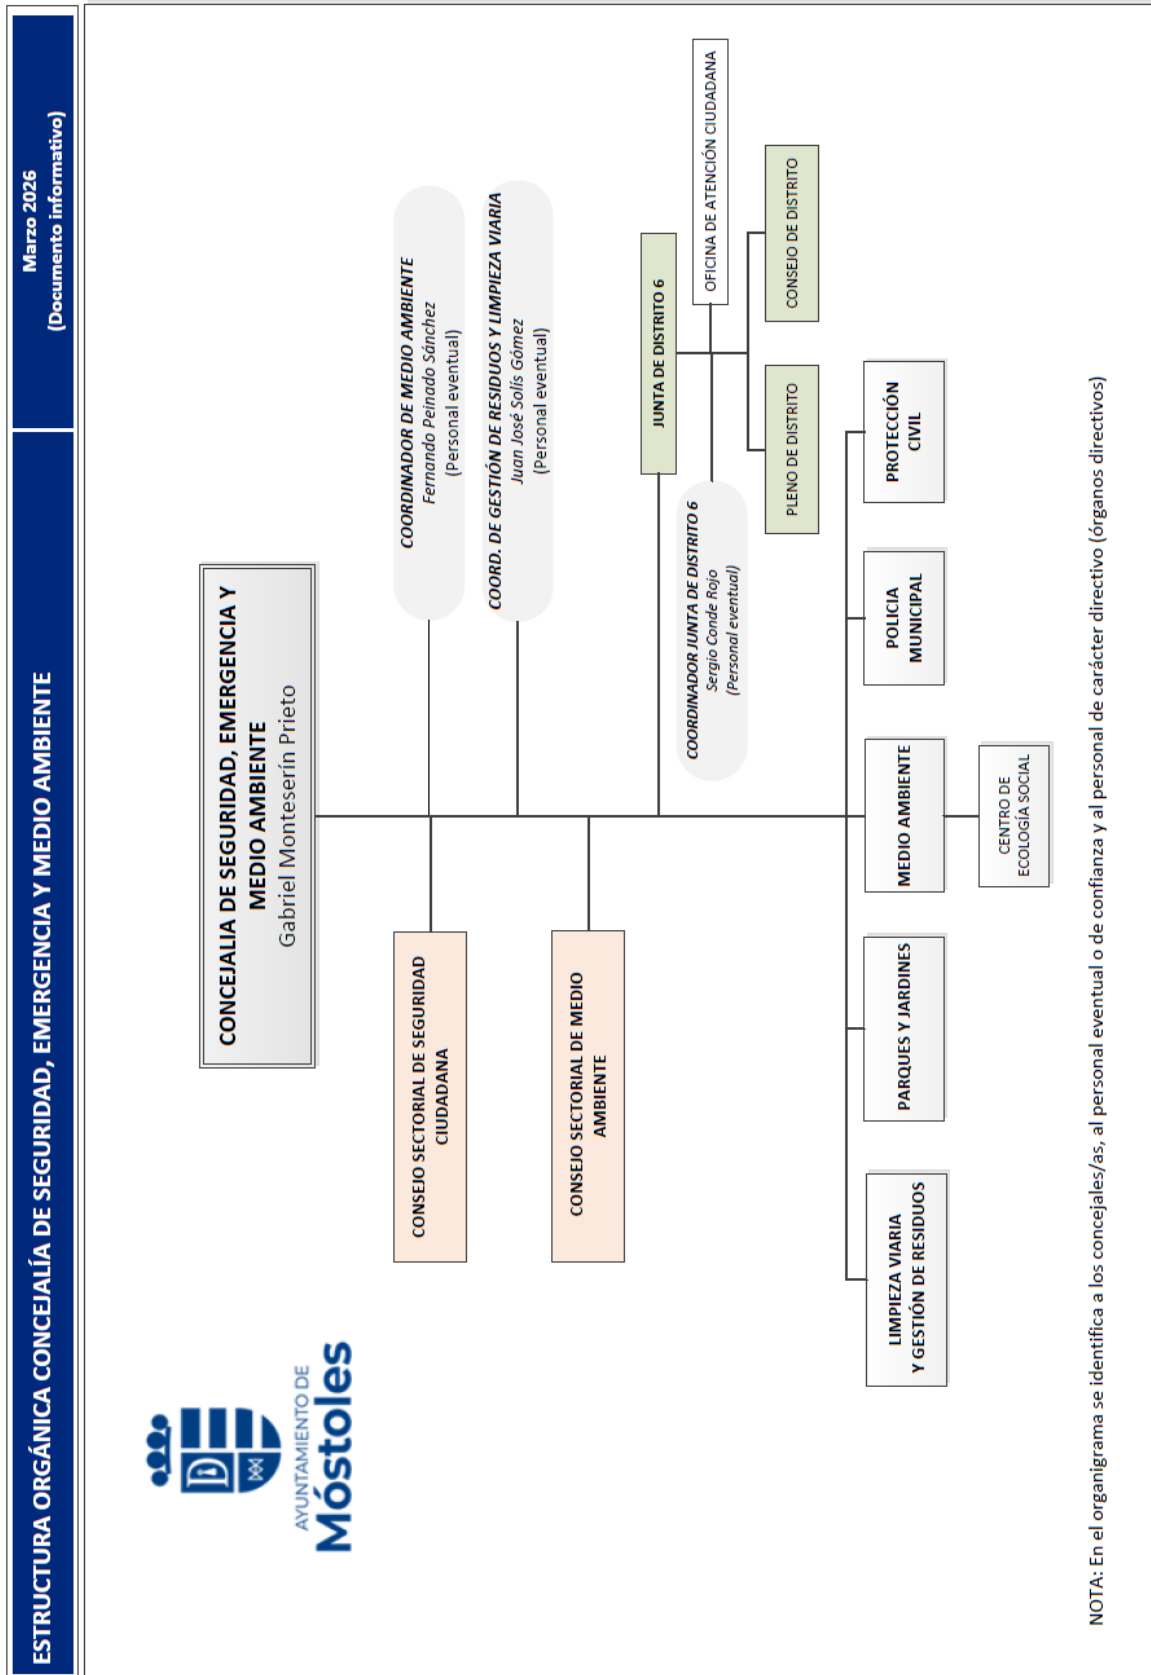 ESTRUCTURA ORGÁNICA CONCEJALÍA DE SEGURIDAD, EMERGENCIA Y MEDIO AMBIENTE
Marzo 2026
(Documento informativo)
AYUNTAMIENTO DE
Móstoles
CONCEJALIA DE SEGURIDAD, EMERGENCIA Y
MEDIO AMBIENTE
Gabriel Monteserín Prieto
COORDINADOR DE MEDIO AMBIENTE
Fernando Peinado Sánchez
(Personal eventual)
COORD. DE GESTIÓN DE RESIDUOS Y LIMPIEZA VIARIA
Juan José Solís Gómez
(Personal eventual)
CONSEJO SECTORIAL DE SEGURIDAD
CIUDADANA
CONSEJO SECTORIAL DE MEDIO
AMBIENTE
JUNTA DE DISTRITO 6
OFICINA DE ATENCIÓN CIUDADANA
COORDINADOR JUNTA DE DISTRITO 6
Sergio Conde Rojo
(Personal eventual)
PLENO DE DISTRITO
CONSEJO DE DISTRITO
LIMPIEZA VIARIA
Y GESTIÓN DE RESIDUOS
PARQUES Y JARDINES
MEDIO AMBIENTE
POLICIA
MUNICIPAL
PROTECCIÓN
CIVIL
CENTRO DE
ECOLOGÍA SOCIAL
NOTA: En el organigrama se identifica a los concejales/as, al personal eventual o de confianza y al personal de carácter directivo (órganos directivos)